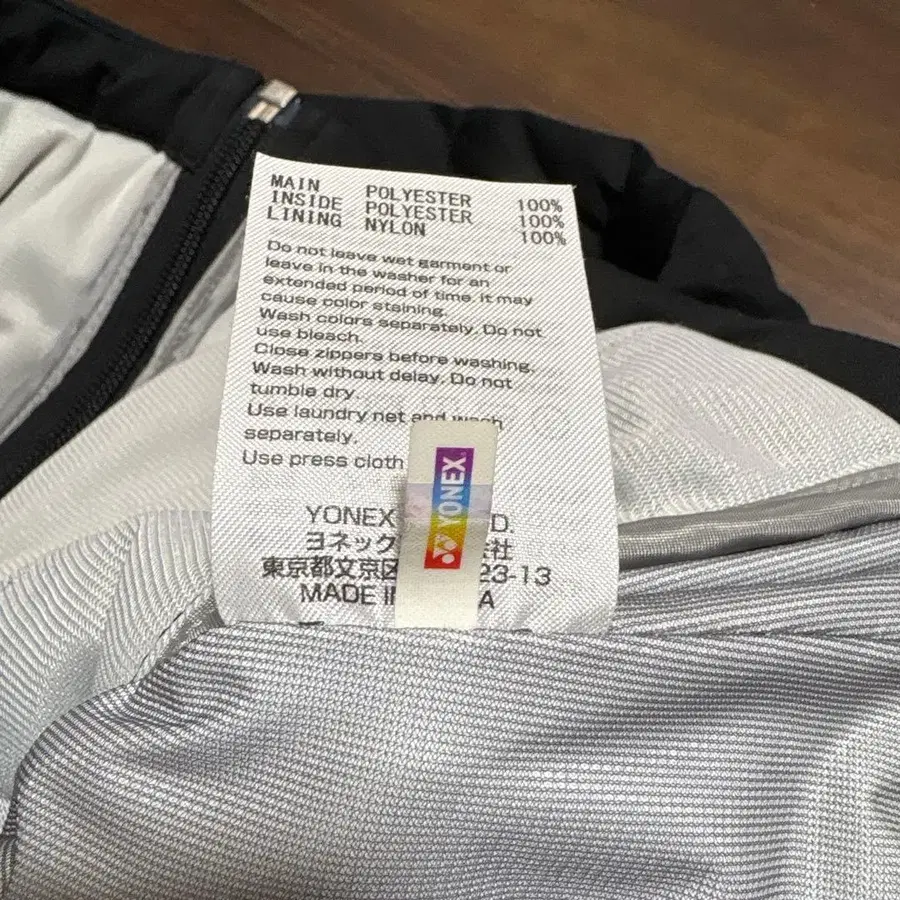 MAIN POLYESTER 100%
INSIDE POLYESTER 100%
LINING NYLON 100%
Do not leave wet garment or
leave in the washer for an
extended period of time, it may
cause color staining.
Wash colors separately. Do not
use bleach.
Close zippers before washing.
Wash without delay. Do not
tumble dry.
Use laundry net and wash
separately.
Use press cloth
YONEX D.
ヨネック 会社
東京都文京区 23-13
MADE IN A
YONEX